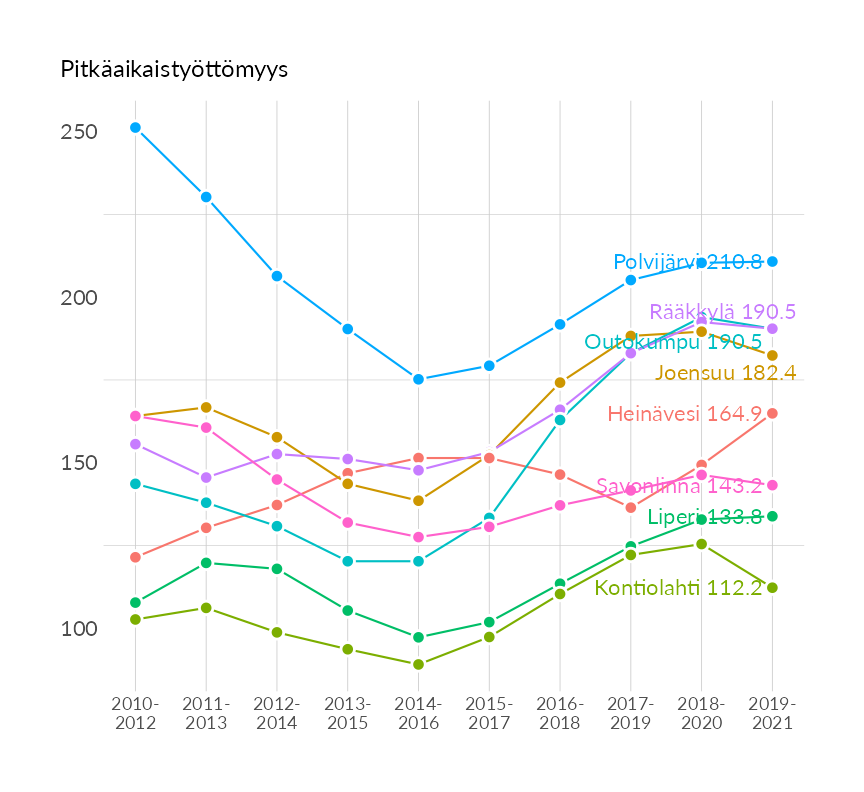 Pitkäaikaistyöttömyys
250
200
150
100
Polvijärvi 210.8
Rääkkylä 190.5
Outokumpu 190.5
Joensuu 182.4
Heinävesi 164.9
Savonlinna 143.2
Liperi 133.8
Kontiolahti 112.2
2010- 2011- 2012- 2013- 2014- 2015- 2016- 2017- 2018- 2019-
2012 2013 2014 2015 2016 2017 2018 2019 2020 2021